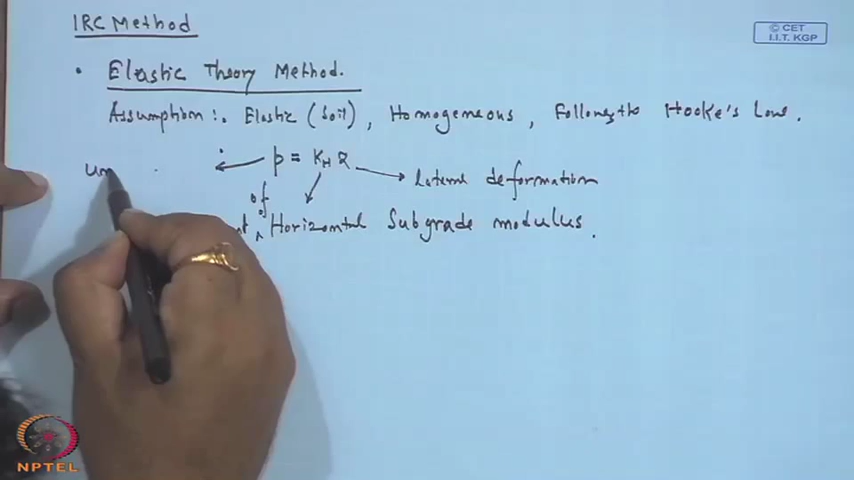 IRC Method
© CET
I.I.T. KGP
• Elastic Theory Method.
Assumption :. Elastic (Soil), Homogeneous, Follows the Hooke's Law.
p = K_H z
Lateral deformation
of
Horizontal Subgrade modulus.
NPTEL